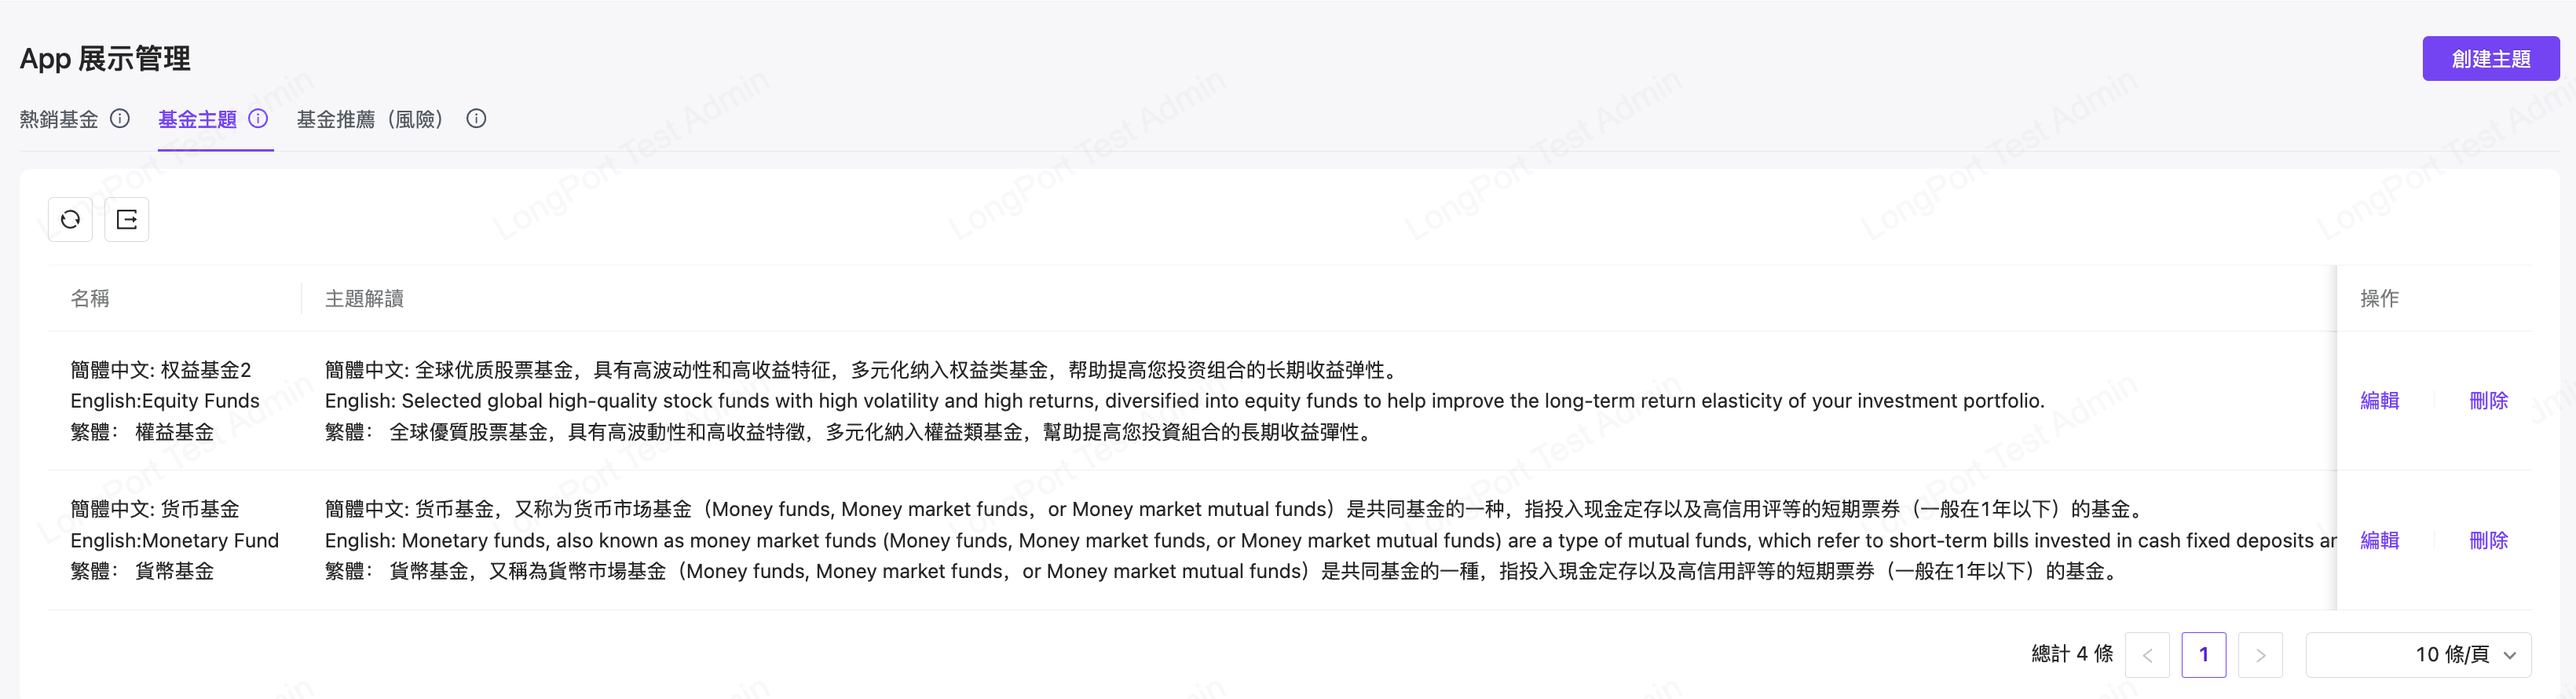 App 展示管理
創建主題
熱銷基金 基金主題 基金推薦（風險）
名稱 主題解讀 操作
簡體中文: 权益基金2
English:Equity Funds
繁體： 權益基金
簡體中文: 全球优质股票基金，具有高波动性和高收益特征，多元化纳入权益类基金，帮助提高您投资组合的长期收益弹性。
English: Selected global high-quality stock funds with high volatility and high returns, diversified into equity funds to help improve the long-term return elasticity of your investment portfolio.
繁體： 全球優質股票基金，具有高波動性和高收益特徵，多元化納入權益類基金，幫助提高您投資組合的長期收益彈性。
編輯 刪除
簡體中文: 货币基金
English:Monetary Fund
繁體： 貨幣基金
簡體中文: 货币基金，又称为货币市场基金（Money funds, Money market funds，or Money market mutual funds）是共同基金的一种，指投入现金定存以及高信用评等的短期票券（一般在1年以下）的基金。
English: Monetary funds, also known as money market funds (Money funds, Money market funds, or Money market mutual funds) are a type of mutual funds, which refer to short-term bills invested in cash fixed deposits
繁體： 貨幣基金，又稱為貨幣市場基金（Money funds, Money market funds，or Money market mutual funds）是共同基金的一種，指投入現金定存以及高信用評等的短期票券（一般在1年以下）的基金。
編輯 刪除
總計 4 條 < 1 > 10 條/頁
LongPort Test Admin